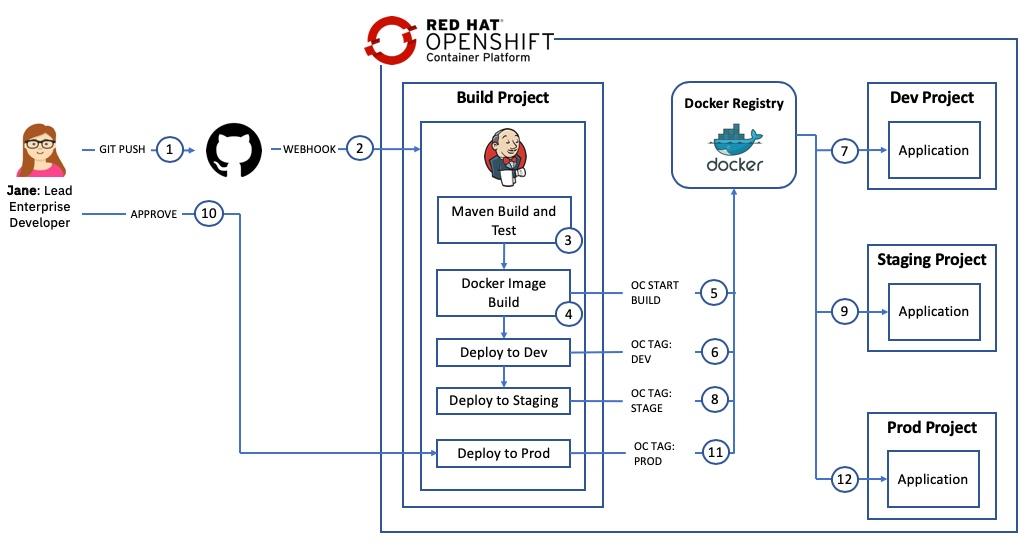 RED HAT®
OPENSHIFT
Container Platform
Build Project
Docker Registry
docker
Dev Project
Application
7
GIT PUSH
1
WEBHOOK
2
Jane: Lead
Enterprise
Developer
APPROVE
10
Maven Build and
Test
3
Docker Image
Build
4
OC START
BUILD
5
Deploy to Dev
OC TAG:
DEV
6
Deploy to Staging
OC TAG:
STAGE
8
Deploy to Prod
OC TAG:
PROD
11
Staging Project
Application
9
Prod Project
Application
12